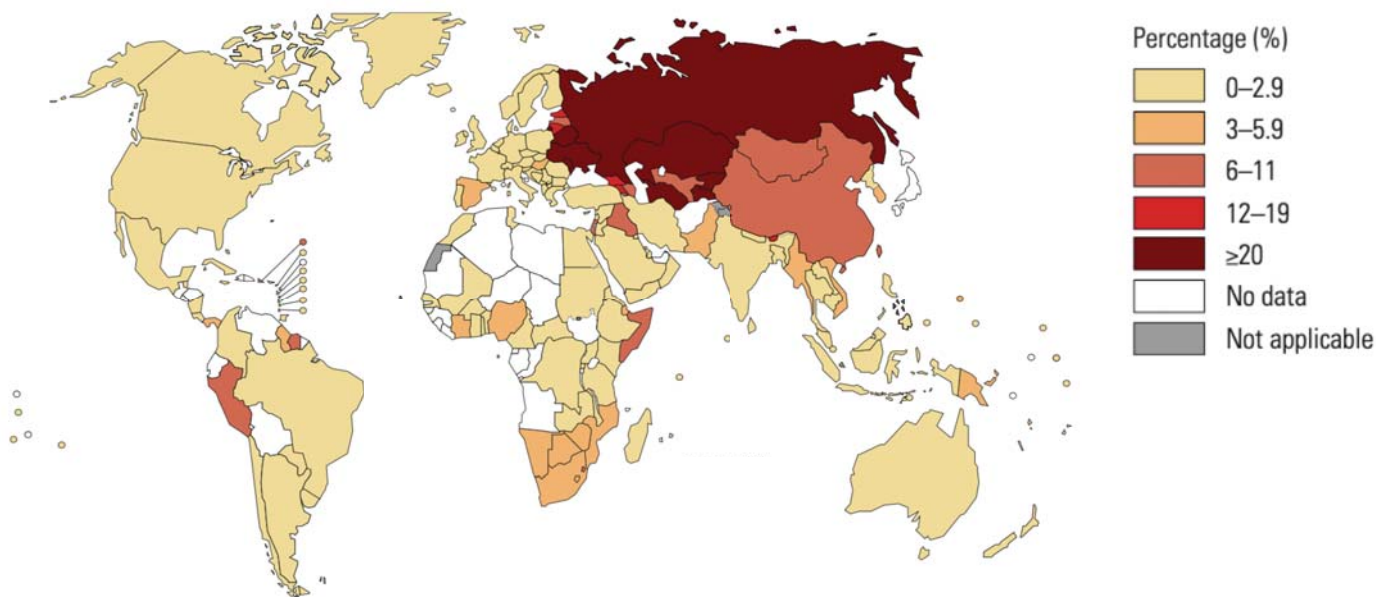 Percentage (%)
0–2.9
3–5.9
6–11
12–19
≥20
No data
Not applicable